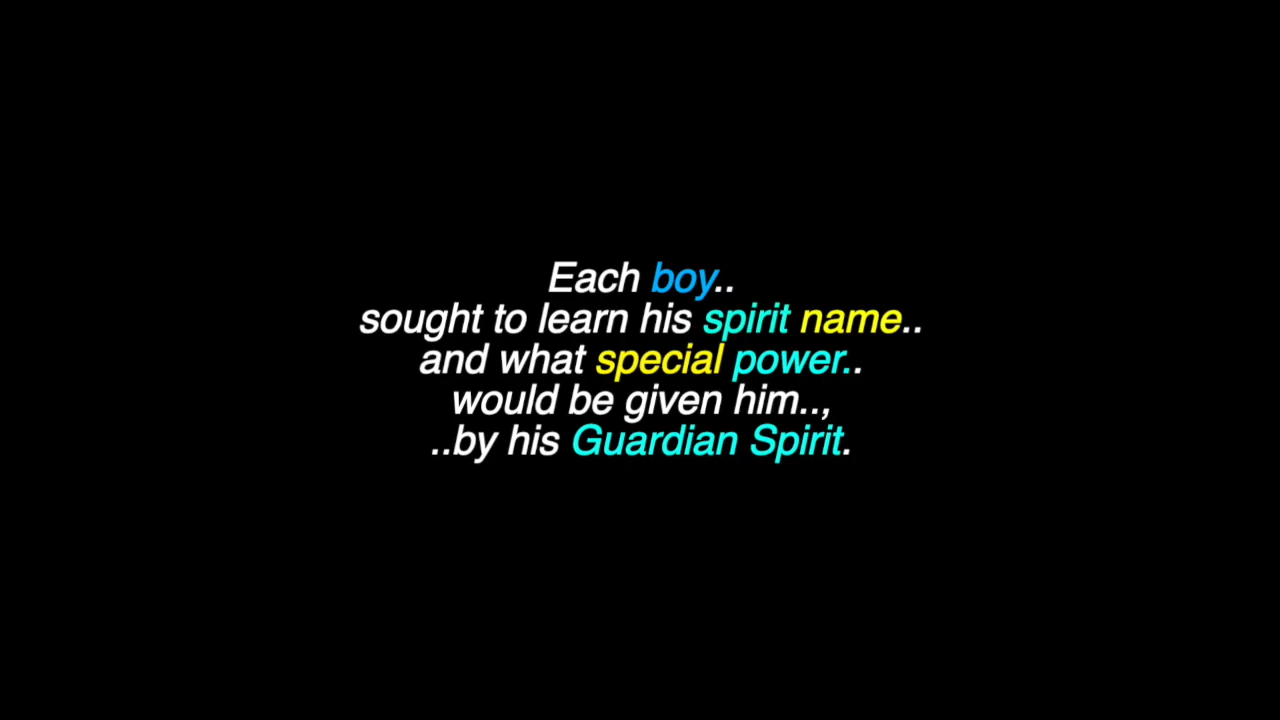 Each boy..
sought to learn his spirit name..
and what special power..
would be given him..,
..by his Guardian Spirit.